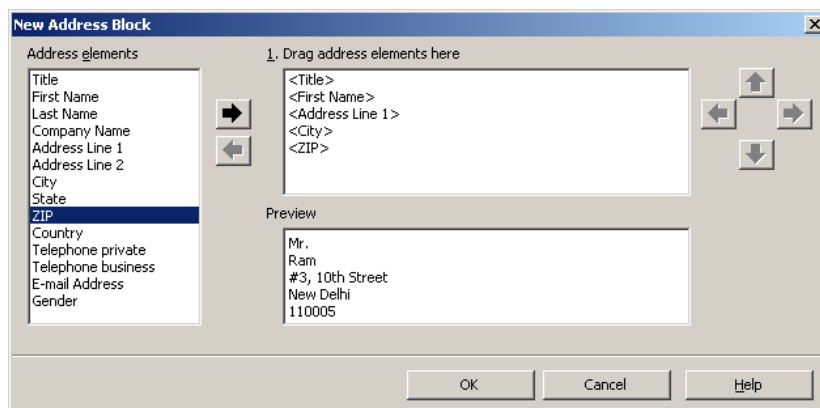 New Address Block
Address elements
Title
First Name
Last Name
Company Name
Address Line 1
Address Line 2
City
State
ZIP
Country
Telephone private
Telephone business
E-mail Address
Gender
1. Drag address elements here
<Title>
<First Name>
<Address Line 1>
<City>
<ZIP>
Preview
Mr.
Ram
#3, 10th Street
New Delhi
110005
OK
Cancel
Help